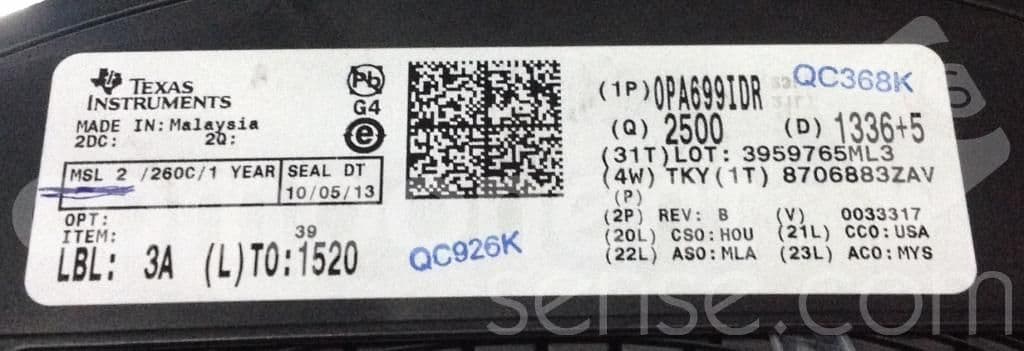 TEXAS
INSTRUMENTS
MADE IN: Malaysia
2DC: 2Q:
MSL 2 /260C/1 YEAR
SEAL DT
10/05/13
OPT:
ITEM:
39
LBL: 3A (L)TO:1520
Pb
G4
e
QC926K
QC368K
(1P)OPA699IDR
(Q) 2500 (D) 1336+5
(31T)LOT: 3959765ML3
(4W) TKY(1T) 8706883ZAV
(P)
(2P) REV: B (V) 0033317
(20L) CSO:HOU (21L) CCO:USA
(22L) ASO:MLA (23L) ACO:MYS
sense.com